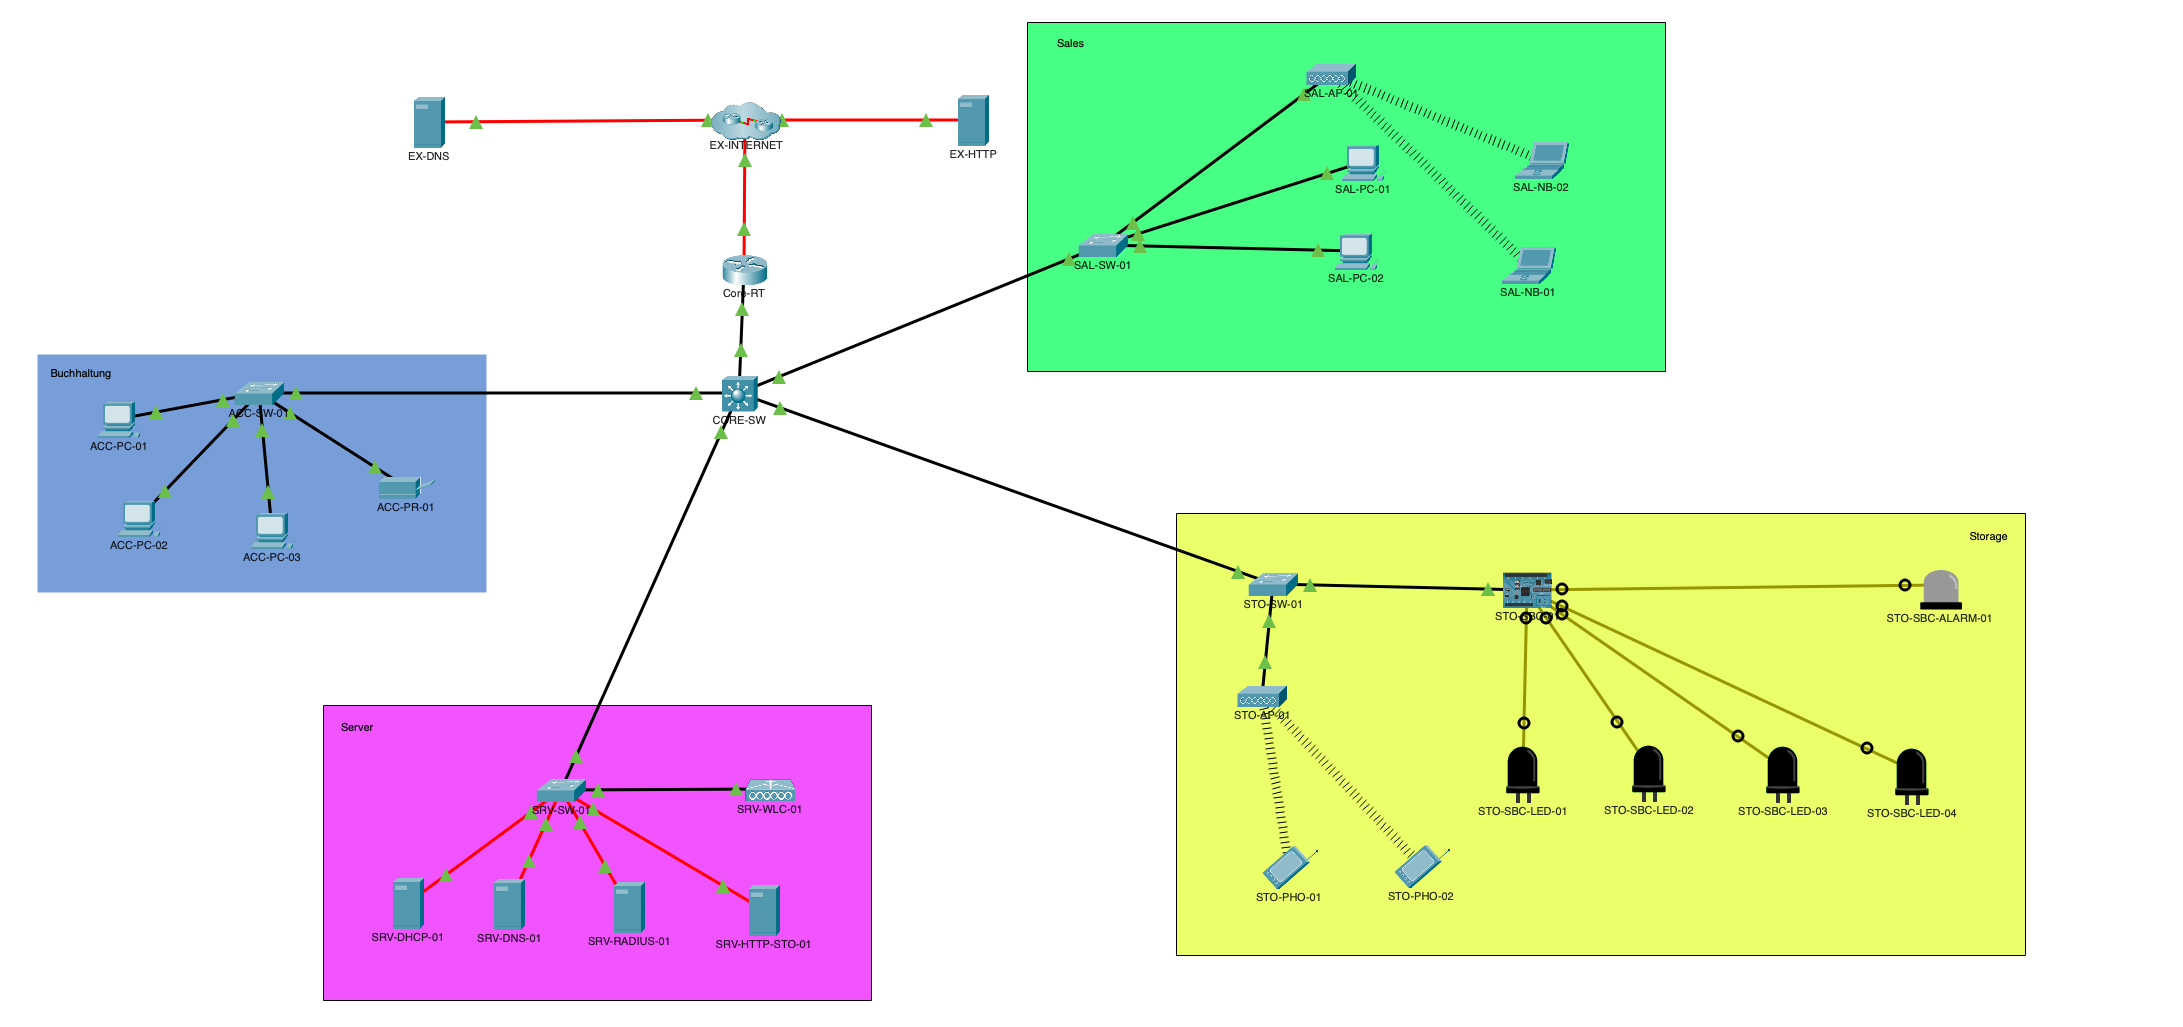 Sales
EX-DNS
EX-INTERNET
EX-HTTP
SAL-AP-01
SAL-PC-01
SAL-NB-02
SAL-SW-01
SAL-PC-02
SAL-NB-01
Core-RT
Buchhaltung
ACC-SW-01
ACC-PC-01
CORE-SW
ACC-PR-01
ACC-PC-02
ACC-PC-03
Storage
STO-SW-01
STO-SBC-01
STO-SBC-ALARM-01
STO-AP-01
STO-SBC-LED-01
STO-SBC-LED-02
STO-SBC-LED-03
STO-SBC-LED-04
STO-PHO-01
STO-PHO-02
Server
SRV-SW-01
SRV-WLC-01
SRV-DHCP-01
SRV-DNS-01
SRV-RADIUS-01
SRV-HTTP-STO-01